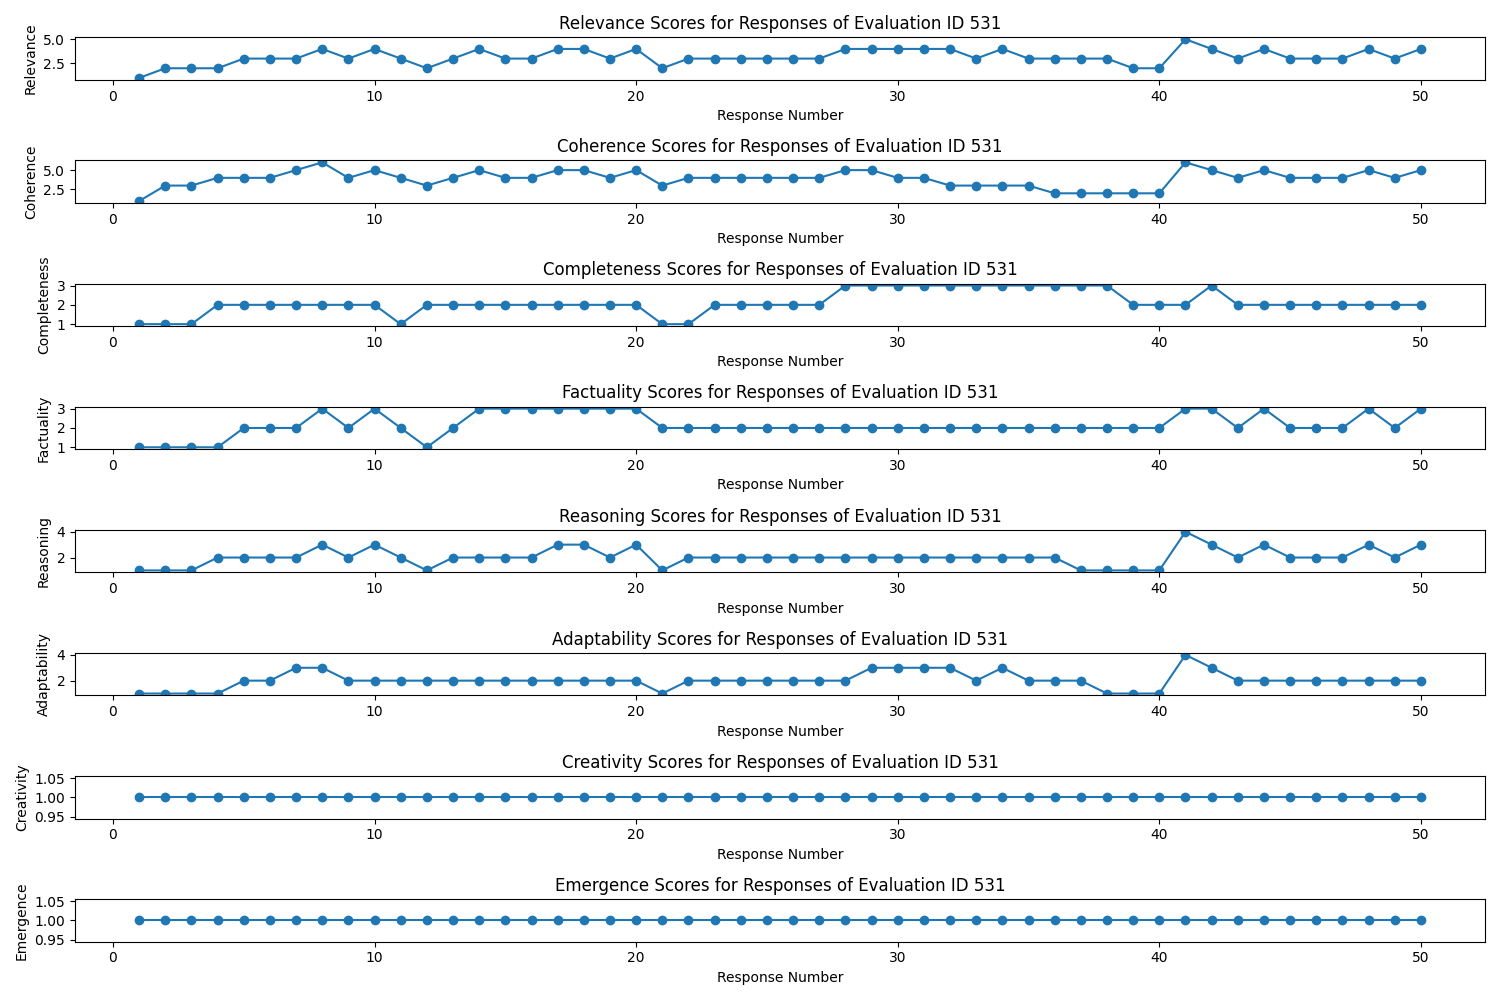 Relevance Scores for Responses of Evaluation ID 531
Relevance
5.0
2.5
0 10 20 30 40 50
Response Number
Coherence Scores for Responses of Evaluation ID 531
Coherence
5.0
2.5
0 10 20 30 40 50
Response Number
Completeness Scores for Responses of Evaluation ID 531
Completeness
3
2
1
0 10 20 30 40 50
Response Number
Factuality Scores for Responses of Evaluation ID 531
Factuality
3
2
1
0 10 20 30 40 50
Response Number
Reasoning Scores for Responses of Evaluation ID 531
Reasoning
4
2
0 10 20 30 40 50
Response Number
Adaptability Scores for Responses of Evaluation ID 531
Adaptability
4
2
0 10 20 30 40 50
Response Number
Creativity Scores for Responses of Evaluation ID 531
Creativity
1.05
1.00
0.95
0 10 20 30 40 50
Response Number
Emergence Scores for Responses of Evaluation ID 531
Emergence
1.05
1.00
0.95
0 10 20 30 40 50
Response Number